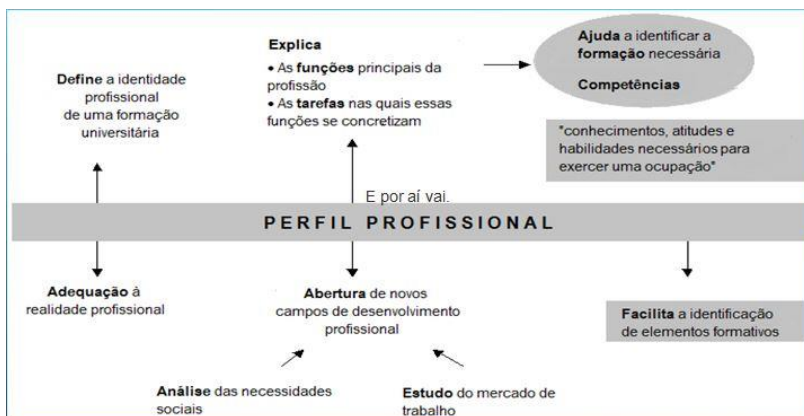 Define a identidade
profissional
de uma formação
universitária
Explica
• As funções principais da
profissão
• As tarefas nas quais essas
funções se concretizam
Ajuda a identificar a
formação necessária
Competências
"conhecimentos, atitudes e
habilidades necessários para
exercer uma ocupação"
E por aí vai.
PERFIL PROFISSIONAL
Adequação à
realidade profissional
Abertura de novos
campos de desenvolvimento
profissional
Facilita a identificação
de elementos formativos
Análise das necessidades
sociais
Estudo do mercado de
trabalho